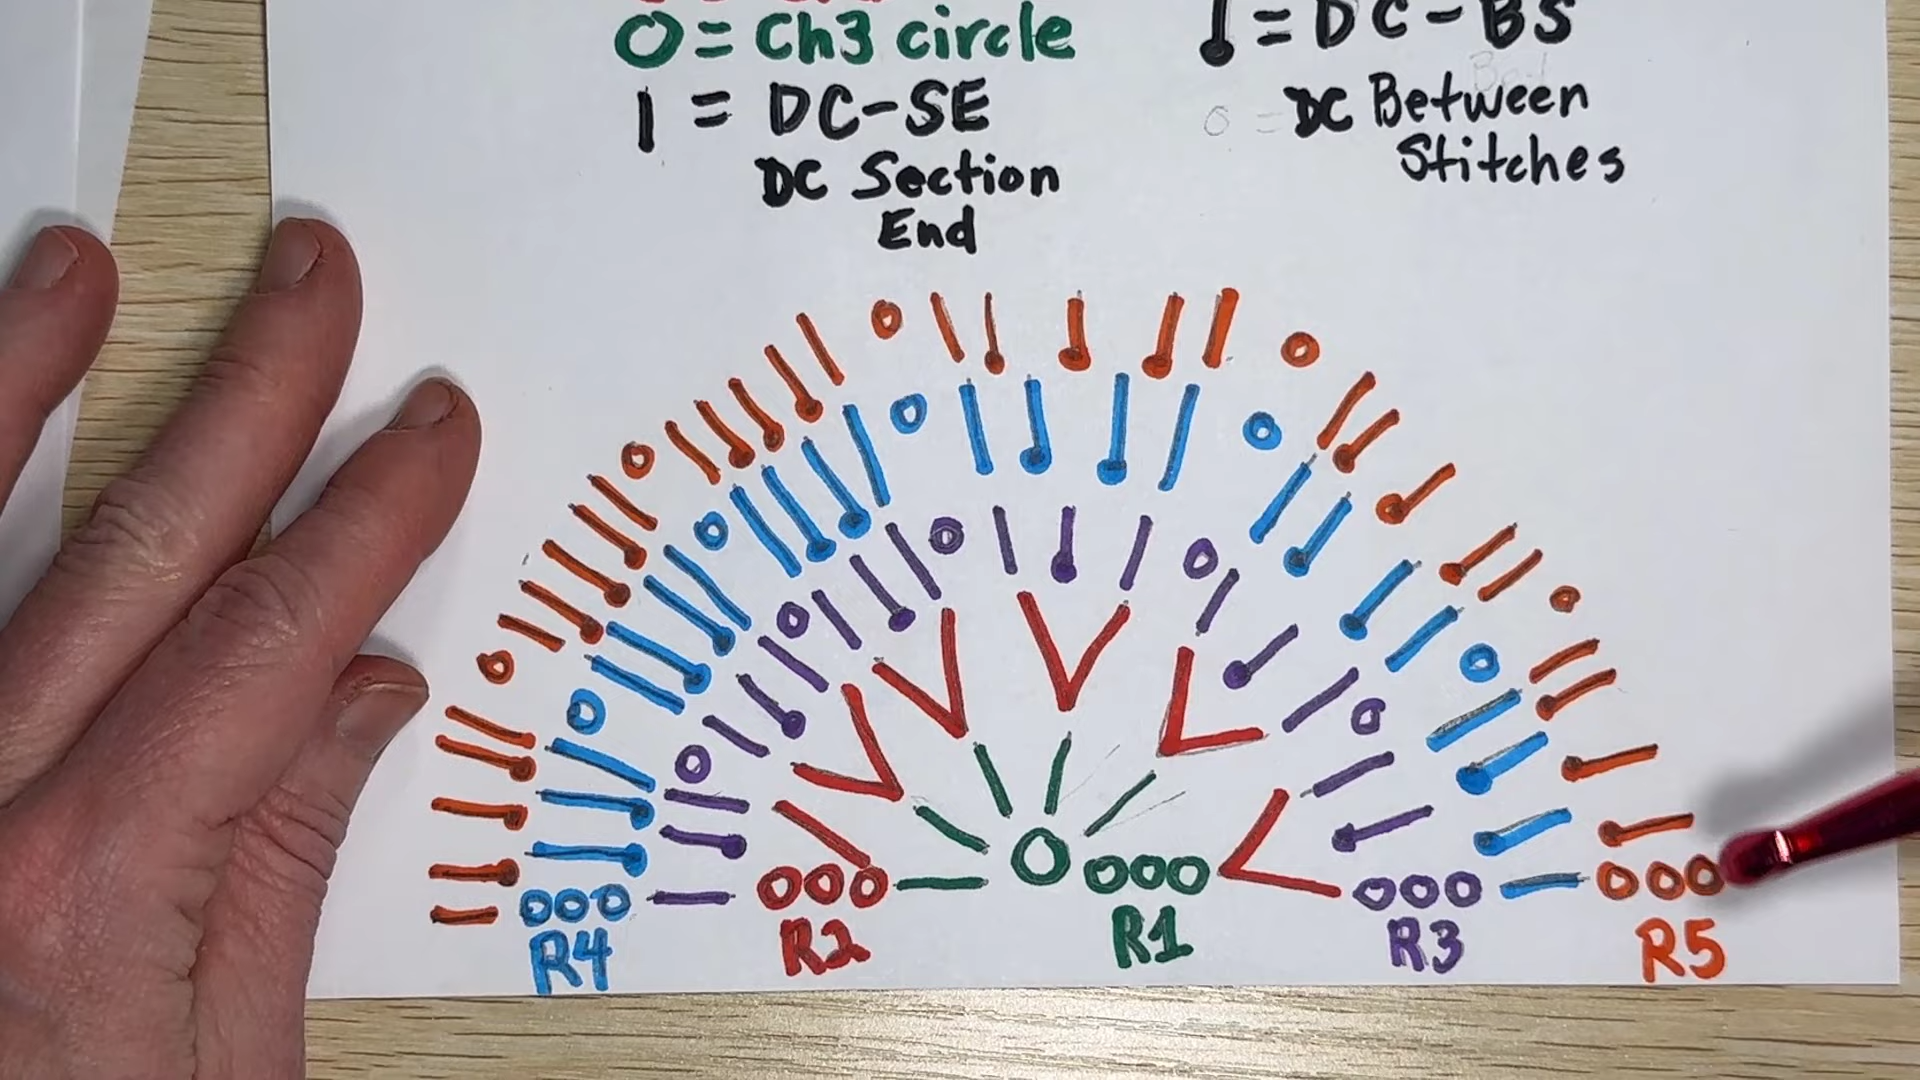 O = Ch3 circle
| = DC-SE
DC Section
End
= DC-BS
DC Between
Stitches
R4
R2
R1
R3
R5